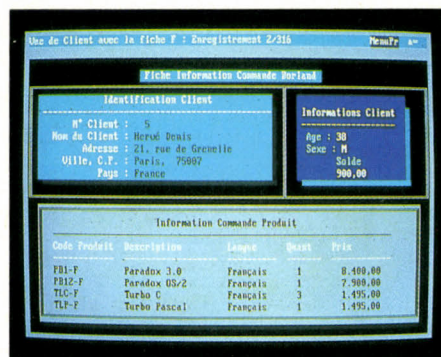 Vue de Client avec la fiche F : Enregistrement 2/316 MenuPr
Fiche Information Commande Borland
Identification Client
N° Client : 5
Nom du Client : Hervé Denis
Adresse : 21, rue de Grenelle
Ville, C.P. : Paris, 75007
Pays : France
Informations Client
Age : 30
Sexe : M
Solde
900,00
Information Commande Produit
Code Produit Description Langue Quant Prix
PB1-F Paradox 3.0 Français 1 8.400,00
PB12-F Paradox OS/2 Français 1 7.900,00
TLC-F Turbo C Français 3 1.495,00
TLP-F Turbo Pascal Français 1 1.495,00